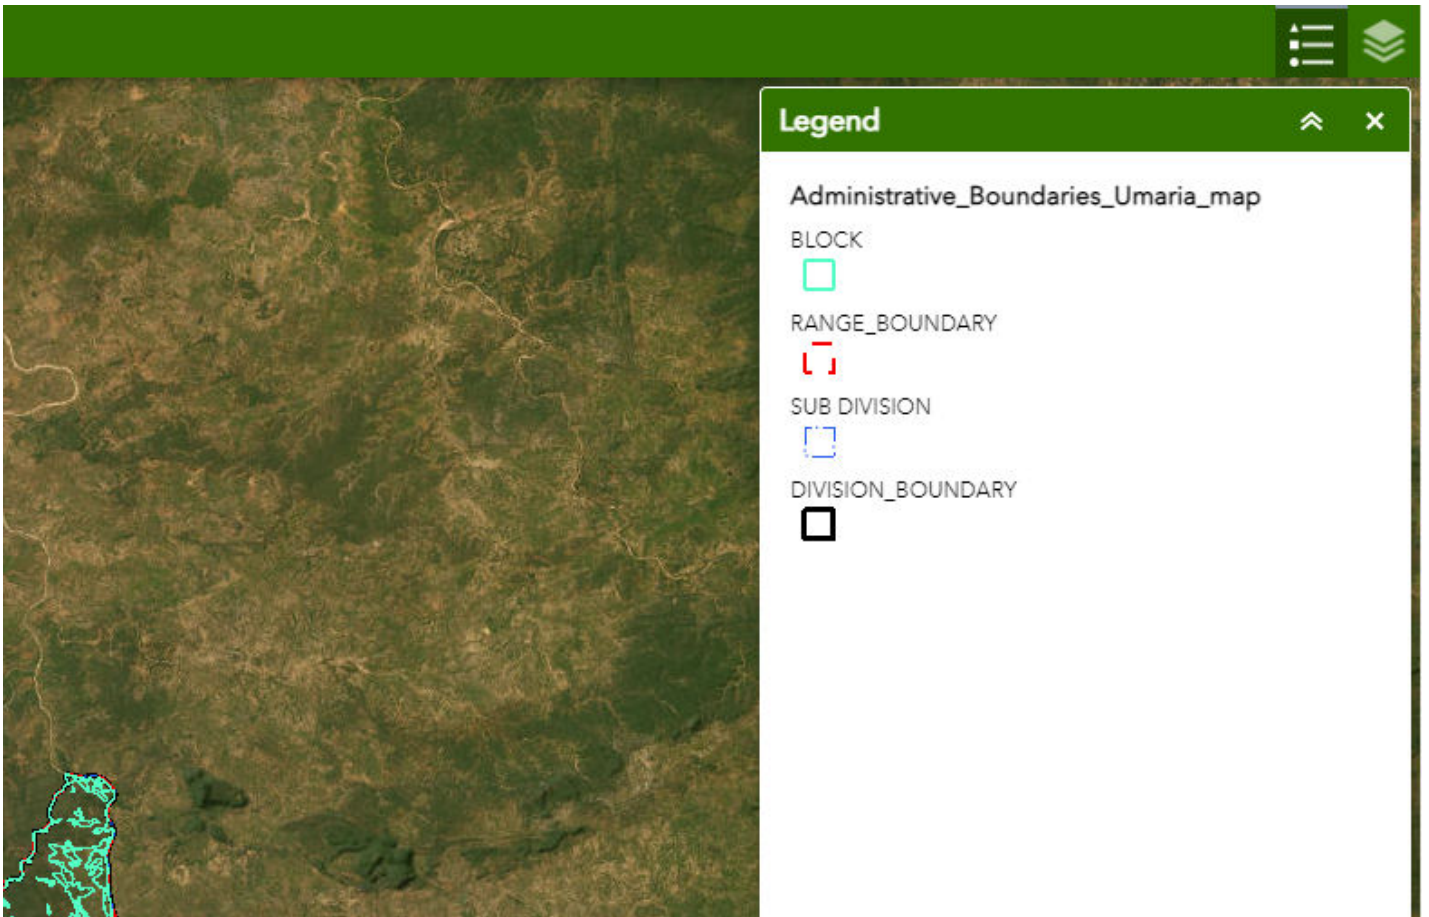 Legend
Administrative_Boundaries_Umaria_map
BLOCK
RANGE_BOUNDARY
SUB DIVISION
DIVISION_BOUNDARY